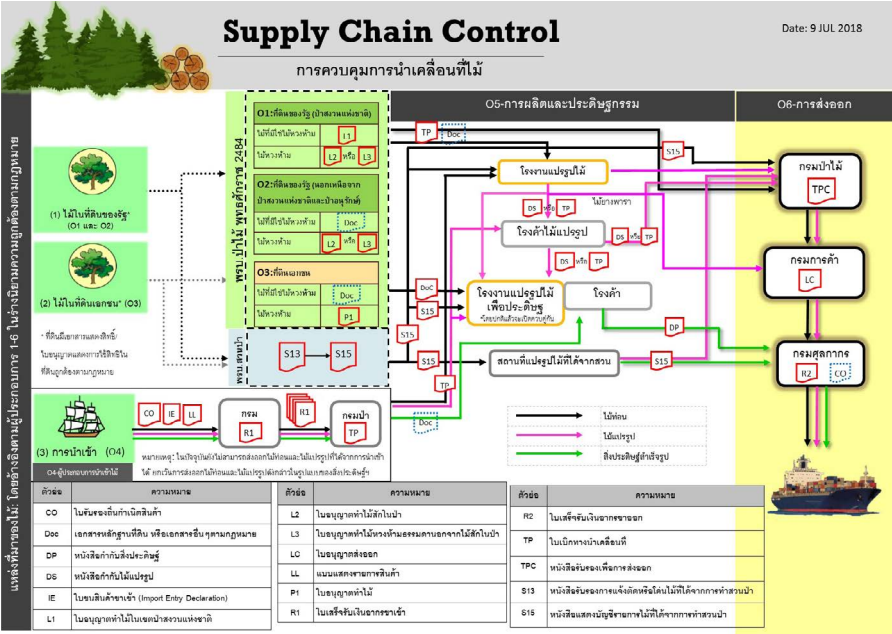 Supply Chain Control
Date: 9 JUL 2018
การควบคุมการนำเคลื่อนที่ไม้
O5-การผลิตและประดิษฐกรรม
O6-การส่งออก
แหล่งที่มาของไม้: โดยอ้างอิงตามผู้ประกอบการ 1-6 ในร่างนิยามความถูกต้องตามกฎหมาย
(1) ไม้ในที่ดินของรัฐ*
(O1 และ O2)
(2) ไม้ในที่ดินเอกชน* (O3)
* ที่ดินมีเอกสารแสดงสิทธิ/
ใบอนุญาตแสดงการใช้สิทธิใน
ที่ดินถูกต้องตามกฎหมาย
พรบ.ป่าไม้ พุทธศักราช 2484
O1:ที่ดินของรัฐ (ป่าสงวนแห่งชาติ)
ไม้ที่มิใช่ไม้หวงห้าม
L1
ไม้หวงห้าม
L2 หรือ L3
O2:ที่ดินของรัฐ (นอกเหนือจาก
ป่าสงวนแห่งชาติและป่าอนุรักษ์)
ไม้ที่มิใช่ไม้หวงห้าม
Doc
ไม้หวงห้าม
L2 หรือ L3
O3:ที่ดินเอกชน
ไม้ที่มิใช่ไม้หวงห้าม
Doc
ไม้หวงห้าม
P1
พรบ.สวนป่า
S13
S15
TP
Doc
S15
โรงงานแปรรูปไม้
DS หรือ TP
ไม้ยางพารา
โรงค้าไม้แปรรูป
DS หรือ TP
DS หรือ TP
Doc
S15
S15
โรงงานแปรรูปไม้
เพื่อประดิษฐ
*โดยปกติแล้วจะเปิดควบคู่กัน
โรงค้า
DP
S15
สถานที่แปรรูปไม้ที่ได้จากสวน
S15
TP
Doc
กรมป่าไม้
TPC
กรมการค้า
LC
กรมศุลกากร
R2
CO
(3) การนำเข้า (O4)
O4-ผู้ประกอบการนำเข้าไม้
CO
IE
LL
กรม
R1
R1
กรมป่า
TP
หมายเหตุ: ในปัจจุบันยังไม่สามารถส่งออกไม้ท่อนและไม้แปรรูปที่ได้จากการนำเข้า
ได้ ยกเว้นการส่งออกไม้ท่อนและไม้แปรรูปดังกล่าวในรูปแบบของสิ่งประดิษฐ์ฯ
ไม้ท่อน
ไม้แปรรูป
สิ่งประดิษฐ์สำเร็จรูป
ตัวย่อ ความหมาย
CO ใบรับรองถิ่นกำเนิดสินค้า
Doc เอกสารหลักฐานที่ดิน หรือเอกสารอื่นๆตามกฎหมาย
DP หนังสือกำกับสิ่งประดิษฐ์
DS หนังสือกำกับไม้แปรรูป
IE ใบขนสินค้าขาเข้า (Import Entry Declaration)
L1 ใบอนุญาตทำไม้ในเขตป่าสงวนแห่งชาติ
ตัวย่อ ความหมาย
L2 ใบอนุญาตทำไม้สักในป่า
L3 ใบอนุญาตทำไม้หวงห้ามธรรมดานอกจากไม้สักในป่า
LC ใบอนุญาตส่งออก
LL แบบแสดงรายการสินค้า
P1 ใบอนุญาตทำไม้
R1 ใบเสร็จรับเงินอากรขาเข้า
ตัวย่อ ความหมาย
R2 ใบเสร็จรับเงินอากรขาออก
TP ใบเบิกทางนำเคลื่อนที่
TPC หนังสือรับรองเพื่อการส่งออก
S13 หนังสือรับรองการแจ้งตัดหรือโค่นไม้ที่ได้จากการทำสวนป่า
S15 หนังสือแสดงบัญชีรายการไม้ที่ได้จากการทำสวนป่า